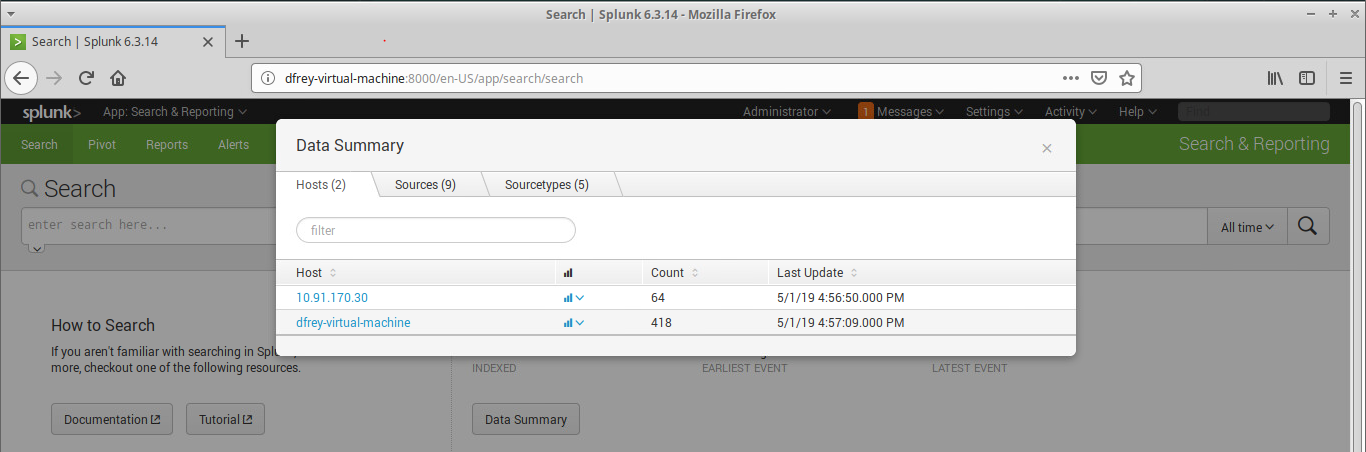 Search | Splunk 6.3.14 - Mozilla Firefox
Search | Splunk 6.3.14
dfrey-virtual-machine:8000/en-US/app/search/search
splunk> App: Search & Reporting Administrator 1 Messages Settings Activity Help Find
Search Pivot Reports Alerts Search & Reporting
Data Summary
Hosts (2) Sources (9) Sourcetypes (5)
filter
Host Count Last Update
10.91.170.30 64 5/1/19 4:56:50.000 PM
dfrey-virtual-machine 418 5/1/19 4:57:09.000 PM
Search
enter search here...
All time
How to Search
If you aren't familiar with searching in
more, checkout one of the following resources.
Documentation Tutorial
INDEXED EARLIEST EVENT LATEST EVENT
Data Summary